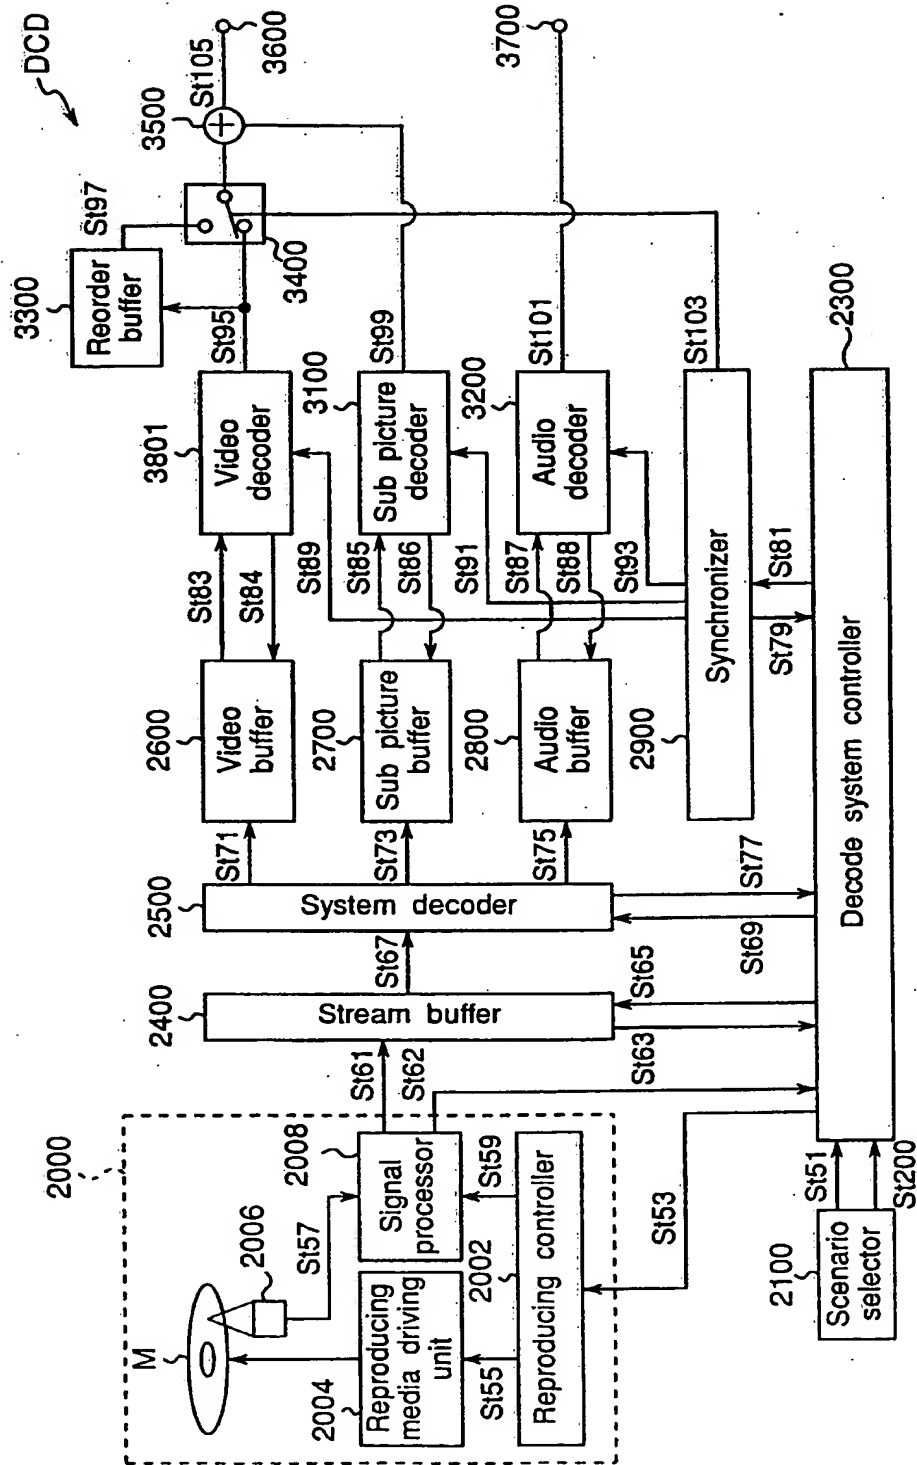 DCD
3500
St105
3600
3700
3300
Reorder
buffer
St97
3400
3801
Video
decoder
St95
3100
Sub picture
decoder
St99
3200
Audio
decoder
St101
St103
2300
2600
Video
buffer
St83
St84
St89
2700
Sub picture
buffer
St85
St86
St91
2800
Audio
buffer
St87
St88
St93
2900
Synchronizer
St79
St81
2500
System decoder
St71
St73
St75
St77
St69
2400
Stream buffer
St67
St65
St63
St61
St62
Decode system controller
2000
M
2006
St57
2008
Signal
processor
St59
2004
Reproducing
media driving
unit
St55
2002
Reproducing controller
St53
2100
Scenario
selector
St51
St200